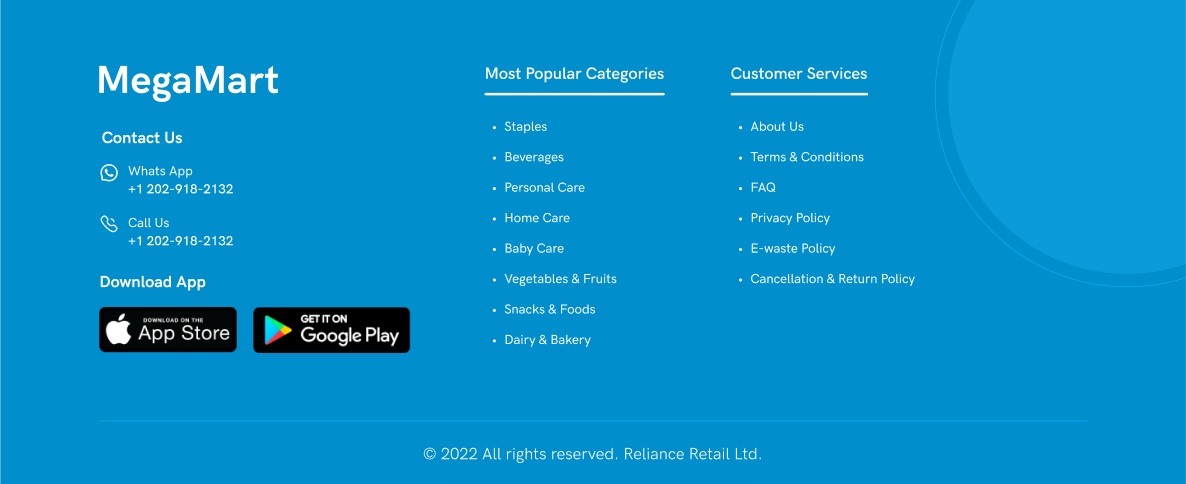 MegaMart
Contact Us
Whats App
+1 202-918-2132
Call Us
+1 202-918-2132
Download App
DOWNLOAD ON THE
App Store
GET IT ON
Google Play
Most Popular Categories
• Staples
• Beverages
• Personal Care
• Home Care
• Baby Care
• Vegetables & Fruits
• Snacks & Foods
• Dairy & Bakery
Customer Services
• About Us
• Terms & Conditions
• FAQ
• Privacy Policy
• E-waste Policy
• Cancellation & Return Policy
© 2022 All rights reserved. Reliance Retail Ltd.